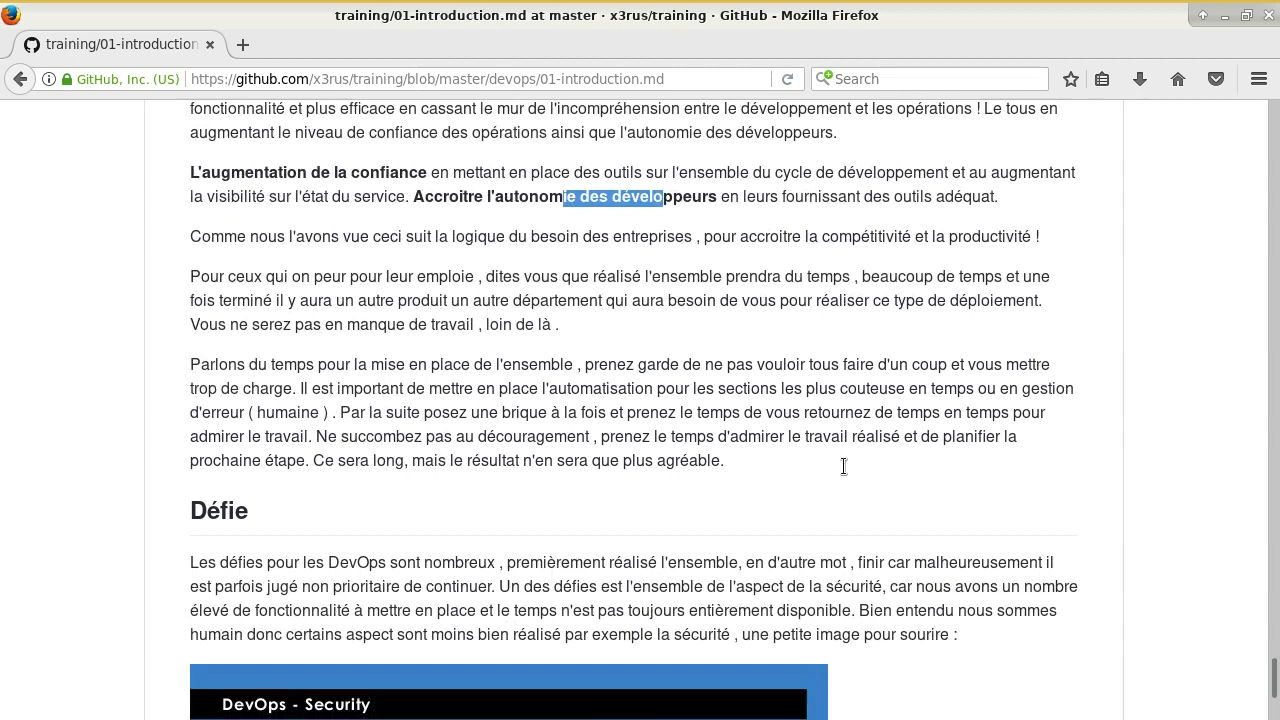 training/01-introduction.md at master · x3rus/training · GitHub - Mozilla Firefox
training/01-introduction
GitHub, Inc. (US)
https://github.com/x3rus/training/blob/master/devops/01-introduction.md
Search
fonctionnalité et plus efficace en cassant le mur de l'incompréhension entre le développement et les opérations ! Le tous en
augmentant le niveau de confiance des opérations ainsi que l'autonomie des développeurs.
L'augmentation de la confiance en mettant en place des outils sur l'ensemble du cycle de développement et au augmentant
la visibilité sur l'état du service. Accroitre l'autonomie des développeurs en leurs fournissant des outils adéquat.
Comme nous l'avons vue ceci suit la logique du besoin des entreprises , pour accroitre la compétitivité et la productivité !
Pour ceux qui on peur pour leur emploie , dites vous que réalisé l'ensemble prendra du temps , beaucoup de temps et une
fois terminé il y aura un autre produit un autre département qui aura besoin de vous pour réaliser ce type de déploiement.
Vous ne serez pas en manque de travail , loin de là .
Parlons du temps pour la mise en place de l'ensemble , prenez garde de ne pas vouloir tous faire d'un coup et vous mettre
trop de charge. Il est important de mettre en place l'automatisation pour les sections les plus couteuse en temps ou en gestion
d'erreur ( humaine ) . Par la suite posez une brique à la fois et prenez le temps de vous retournez de temps en temps pour
admirer le travail. Ne succombez pas au découragement , prenez le temps d'admirer le travail réalisé et de planifier la
prochaine étape. Ce sera long, mais le résultat n'en sera que plus agréable.
Défie
Les défies pour les DevOps sont nombreux , premièrement réalisé l'ensemble, en d'autre mot , finir car malheureusement il
est parfois jugé non prioritaire de continuer. Un des défies est l'ensemble de l'aspect de la sécurité, car nous avons un nombre
élevé de fonctionnalité à mettre en place et le temps n'est pas toujours entièrement disponible. Bien entendu nous sommes
humain donc certains aspect sont moins bien réalisé par exemple la sécurité , une petite image pour sourire :
DevOps - Security